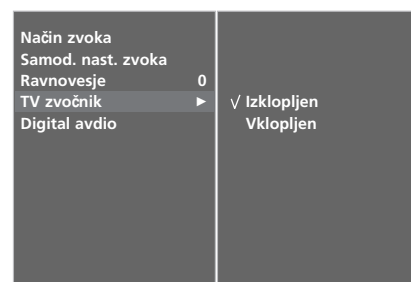 Način zvoka
Samod. nast. zvoka
Ravnovesje 0
TV zvočnik ►
Digital avdio
√ Izklopljen
Vklopljen